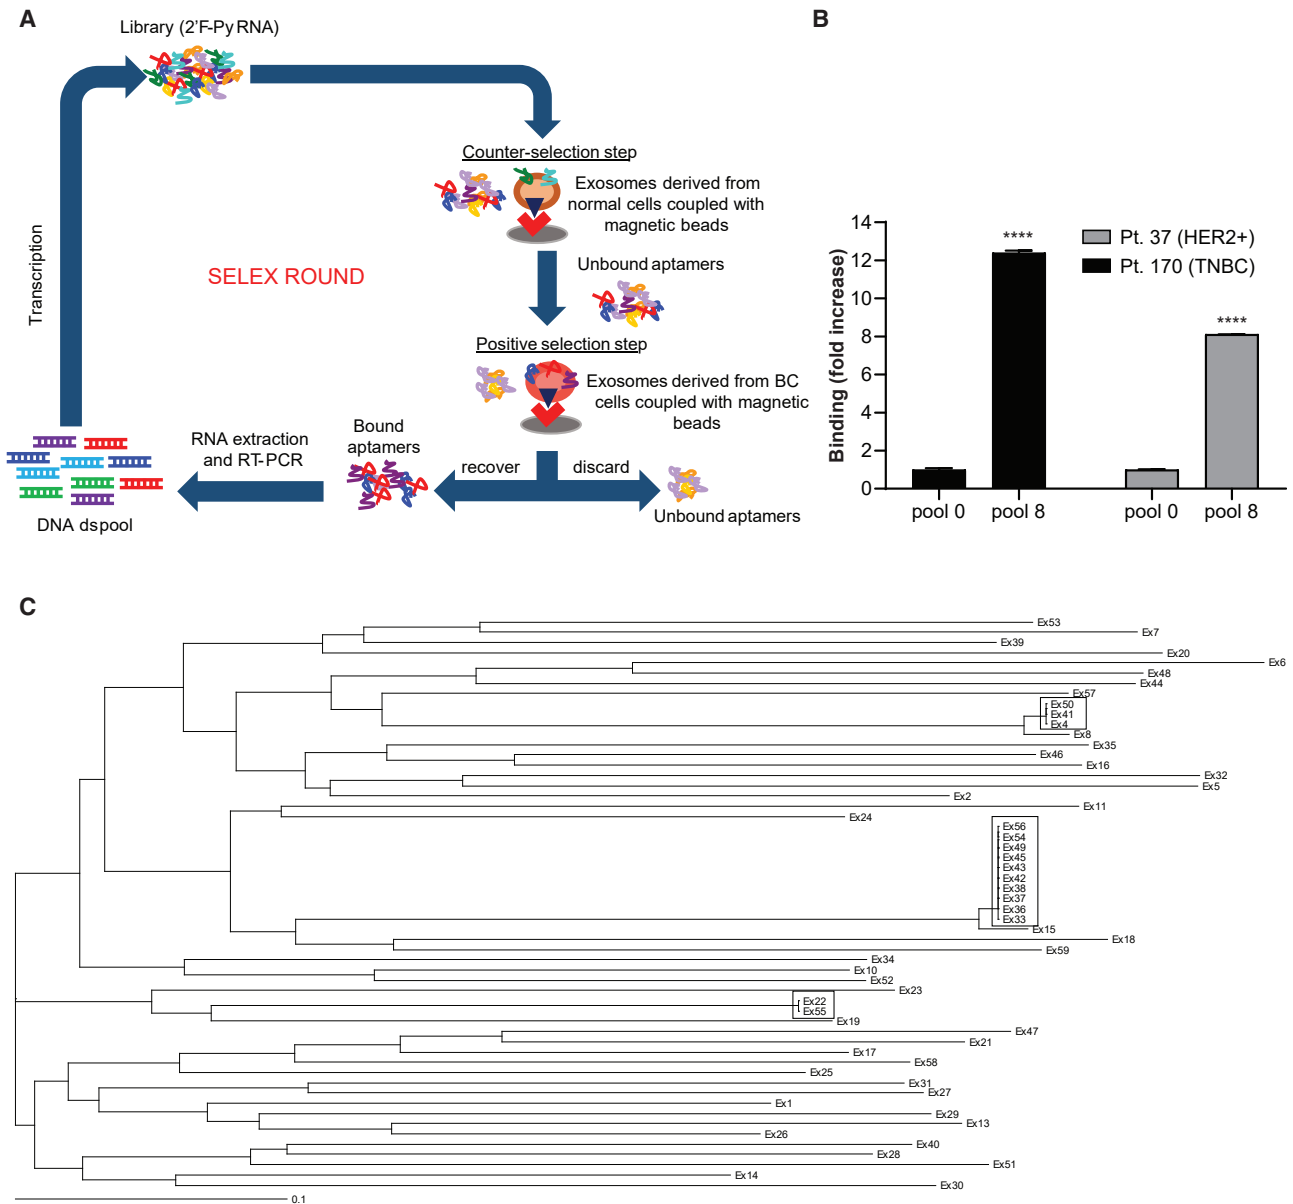 A
Library (2'F-Py RNA)
Counter-selection step
Exosomes derived from
normal cells coupled with
magnetic beads
Transcription
SELEX ROUND
Unbound aptamers
Positive selection step
Exosomes derived from BC
cells coupled with magnetic
beads
RNA extraction
and RT-PCR
Bound
aptamers
recover
discard
DNA ds pool
Unbound aptamers
B
Binding (fold increase)
14
12
10
8
6
4
2
0
****
****
Pt. 37 (HER2+)
Pt. 170 (TNBC)
pool 0
pool 8
pool 0
pool 8
C
Ex53
Ex7
Ex39
Ex20
Ex6
Ex48
Ex44
Ex57
Ex50
Ex41
Ex4
Ex8
Ex35
Ex46
Ex16
Ex32
Ex5
Ex2
Ex11
Ex24
Ex56
Ex54
Ex49
Ex45
Ex43
Ex42
Ex38
Ex37
Ex36
Ex33
Ex15
Ex18
Ex59
Ex34
Ex10
Ex52
Ex23
Ex22
Ex55
Ex19
Ex47
Ex21
Ex17
Ex58
Ex25
Ex31
Ex27
Ex1
Ex29
Ex13
Ex26
Ex40
Ex28
Ex51
Ex14
Ex30
0.1